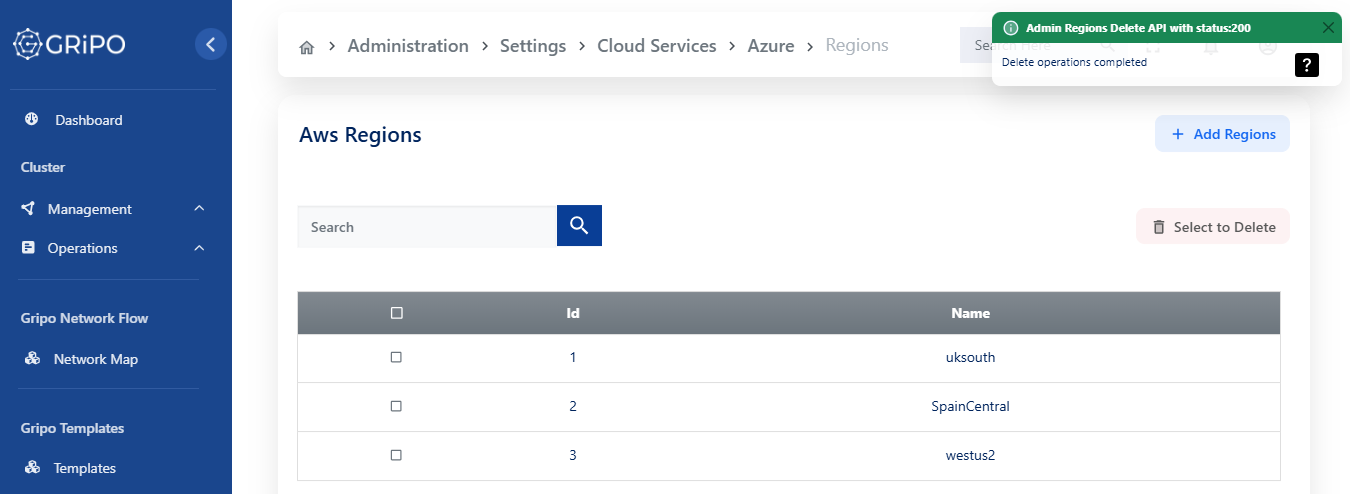 GRiPO
Administration > Settings > Cloud Services > Azure > Regions
Search Here
Admin Regions Delete API with status:200
Delete operations completed
?
Dashboard
Cluster
Management
Operations
Gripo Network Flow
Network Map
Gripo Templates
Templates
Aws Regions
+ Add Regions
Search
Select to Delete
Id Name
1 uksouth
2 SpainCentral
3 westus2